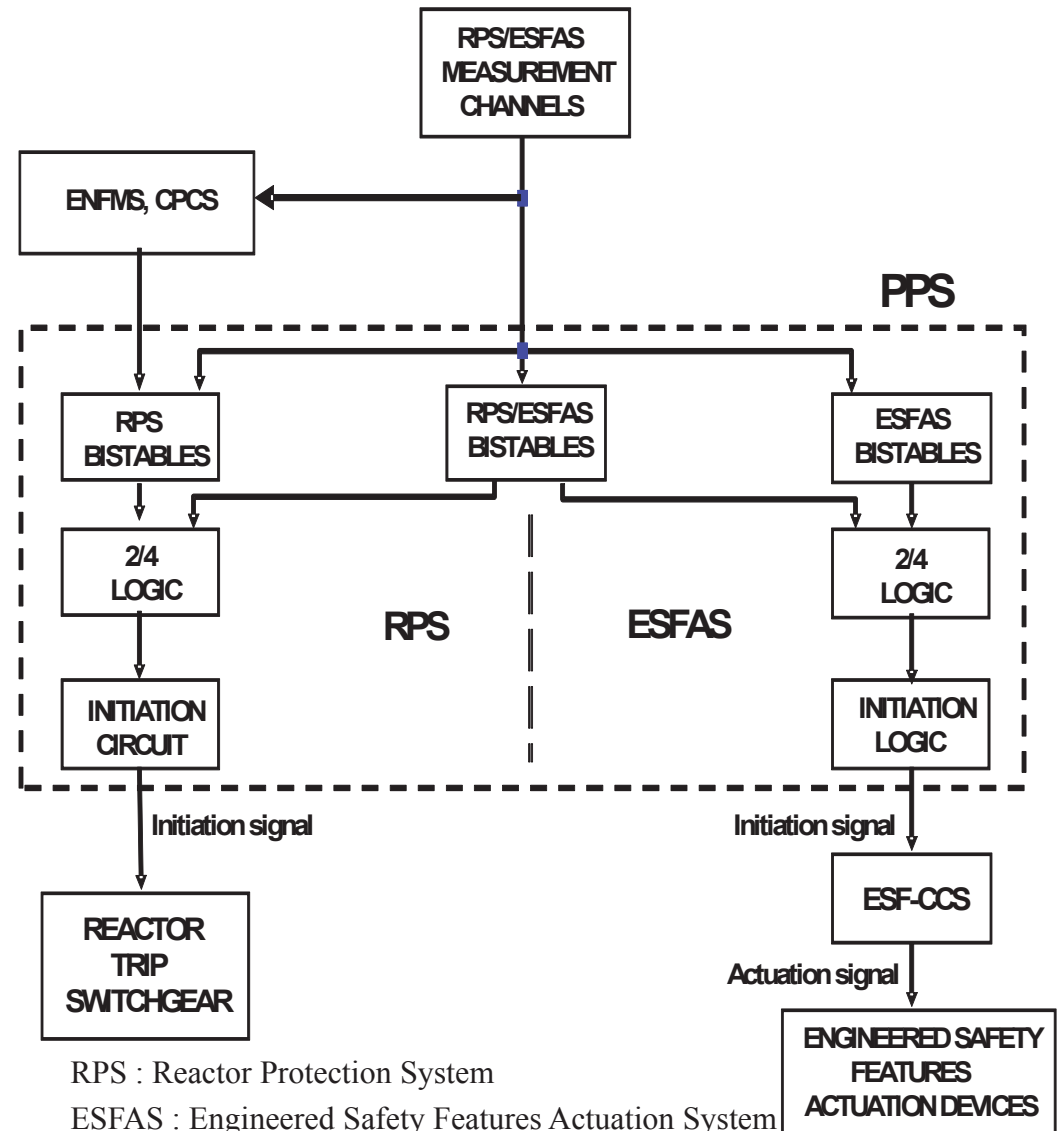 RPS/ESFAS
MEASUREMENT
CHANNELS
ENFMS, CPCS
PPS
RPS
BISTABLES
RPS/ESFAS
BISTABLES
ESFAS
BISTABLES
2/4
LOGIC
RPS
ESFAS
2/4
LOGIC
INITIATION
CIRCUIT
INITIATION
LOGIC
Initiation signal
Initiation signal
REACTOR
TRIP
SWITCHGEAR
ESF-CCS
Actuation signal
ENGINEERED SAFETY
FEATURES
ACTUATION DEVICES
RPS : Reactor Protection System
ESFAS : Engineered Safety Features Actuation System